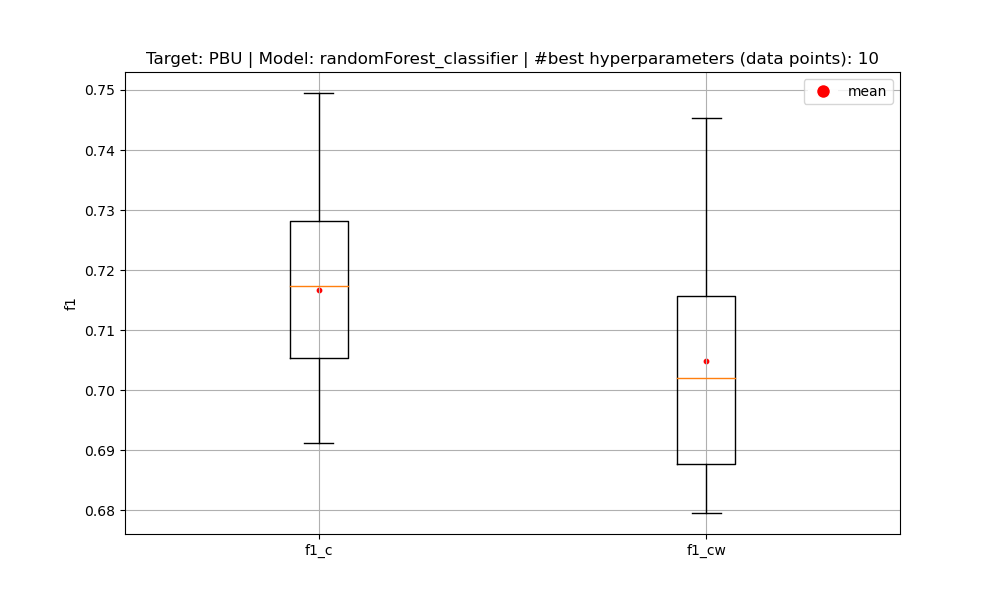 Target: PBU | Model: randomForest_classifier | #best hyperparameters (data points): 10
mean
0.75
0.74
0.73
0.72
0.71
0.70
0.69
0.68
f1
f1_c
f1_cw